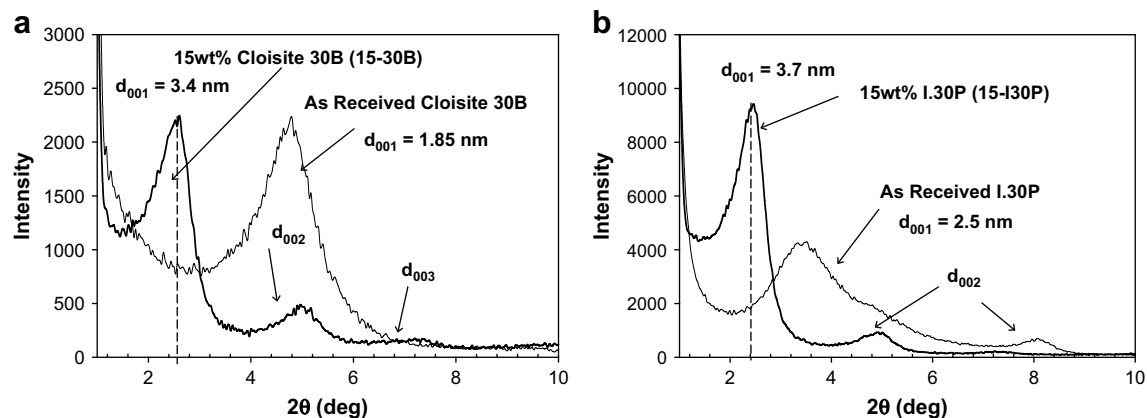 a
3000
2500
2000
1500
1000
500
0
Intensity
15wt% Cloisite 30B (15-30B)
d001 = 3.4 nm
As Received Cloisite 30B
d001 = 1.85 nm
d002
d003
2 4 6 8 10
2θ (deg)
b
12000
10000
8000
6000
4000
2000
0
Intensity
d001 = 3.7 nm
15wt% I.30P (15-I30P)
As Received I.30P
d001 = 2.5 nm
d002
2 4 6 8 10
2θ (deg)